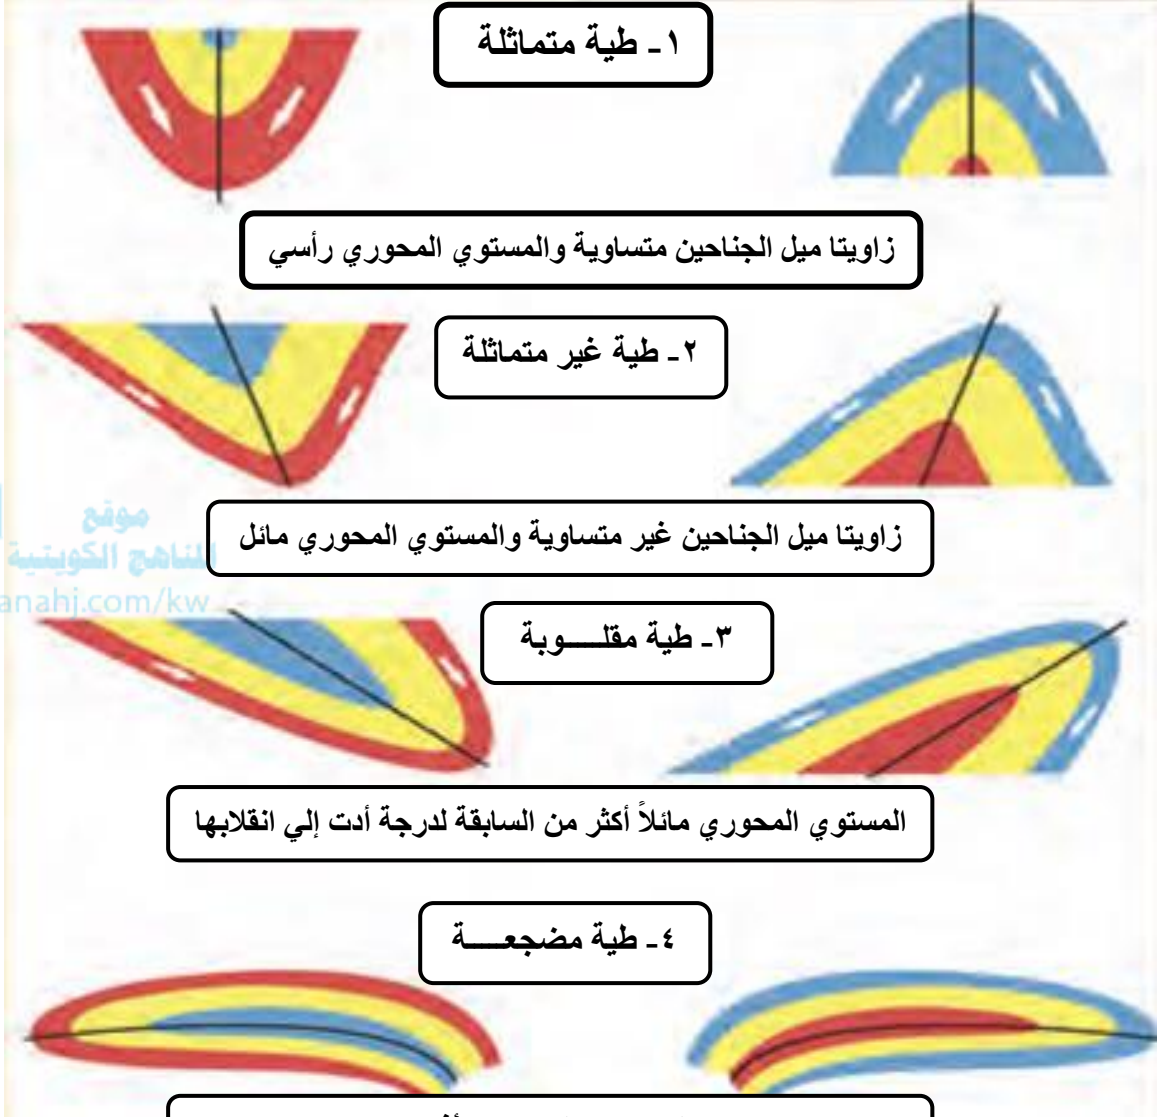 ١- طية متماثلة
زاويتا ميل الجناحين متساوية والمستوي المحوري رأسي
٢- طية غير متماثلة
زاويتا ميل الجناحين غير متساوية والمستوي المحوري مائل
موقع
المناهج الكويتية
anahj.com/kw
٣- طية مقلـــــوبة
المستوي المحوري مائلاً أكثر من السابقة لدرجة أدت إلي انقلابها
٤- طية مضجعـــــة